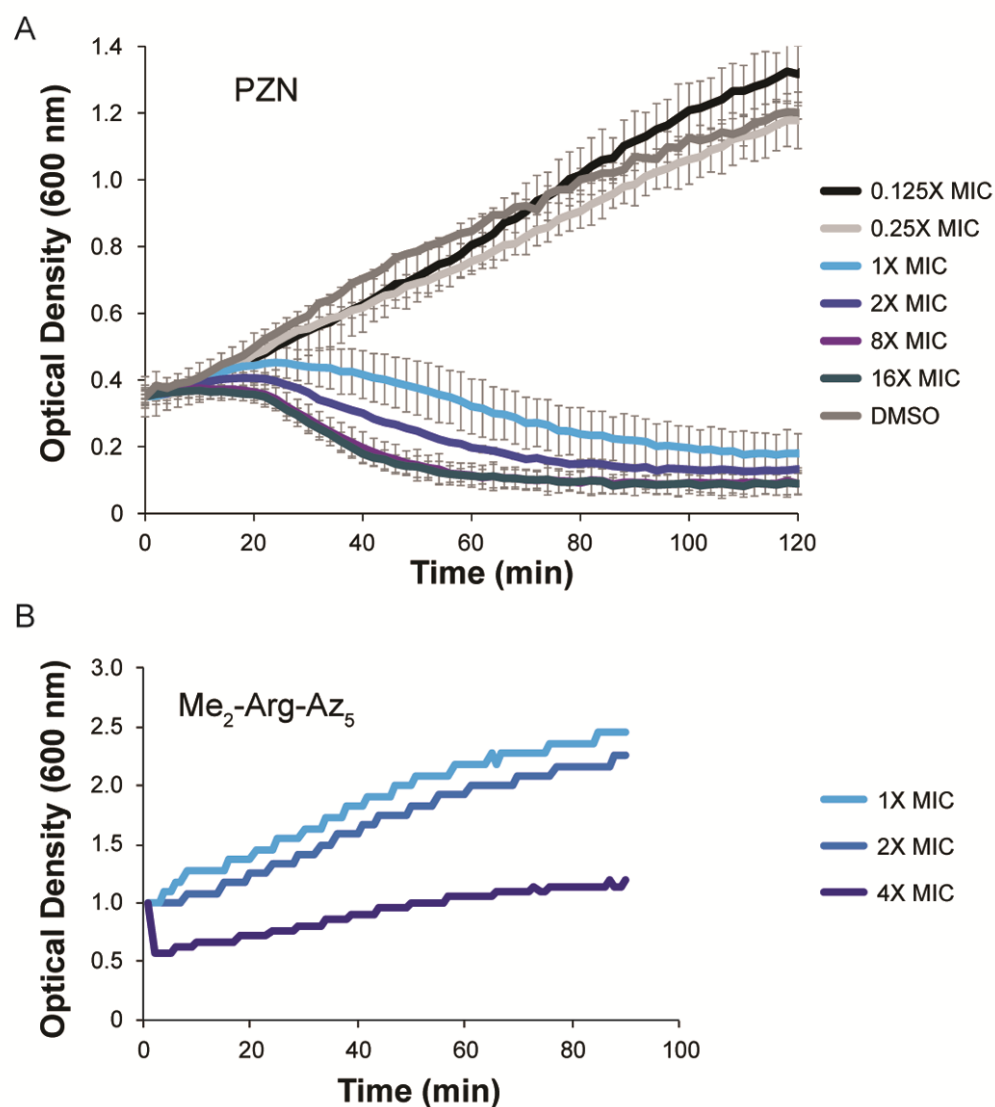 A
PZN
Optical Density (600 nm)
1.4
1.2
1.0
0.8
0.6
0.4
0.2
0
0 20 40 60 80 100 120
Time (min)
0.125X MIC
0.25X MIC
1X MIC
2X MIC
8X MIC
16X MIC
DMSO
B
Me₂-Arg-Az₅
Optical Density (600 nm)
3.0
2.5
2.0
1.5
1.0
0.5
0
0 20 40 60 80 100
Time (min)
1X MIC
2X MIC
4X MIC